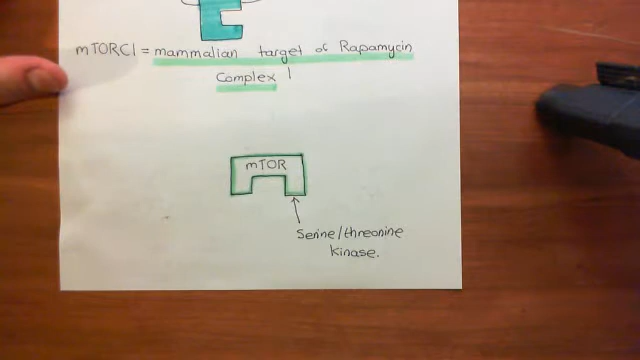 mTORC1 = mammalian target of Rapamycin
Complex 1
mTOR
Serine/threonine
kinase.